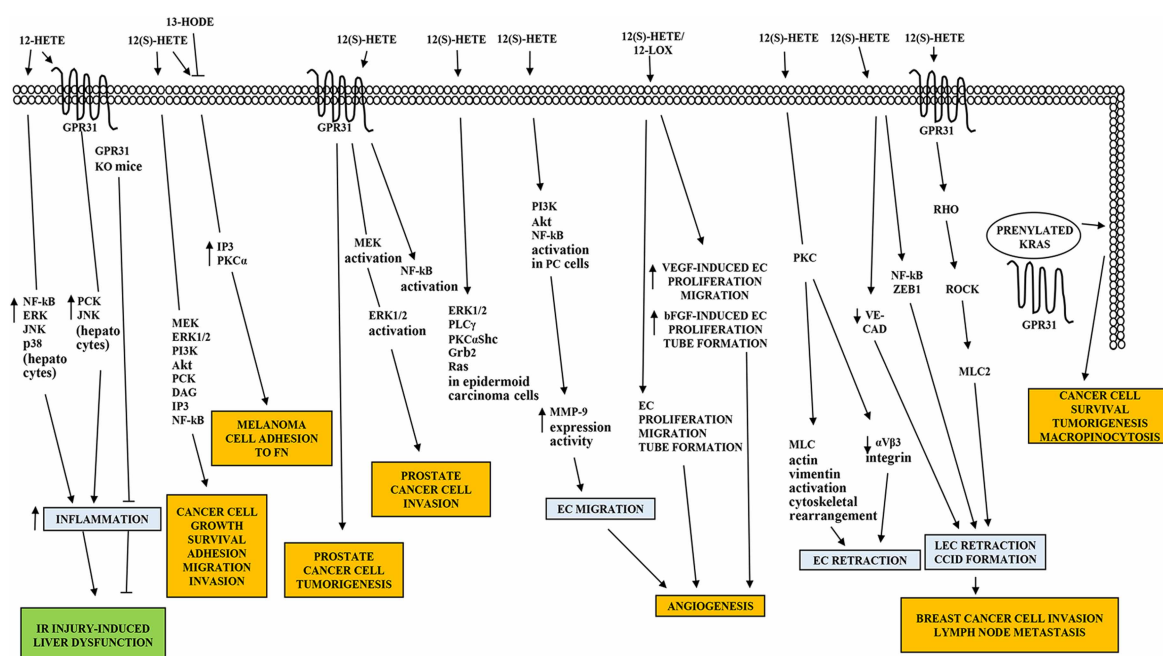 13-HODE
12-HETE
12(S)-HETE
12(S)-HETE
12(S)-HETE
12(S)-HETE
12(S)-HETE/
12-LOX
12(S)-HETE
12(S)-HETE
12(S)-HETE
GPR31
GPR31
GPR31
GPR31
KO mice
NF-kB
ERK
JNK
p38
(hepato
cytes)
PCK
JNK
(hepato
cytes)
INFLAMMATION
IR INJURY-INDUCED
LIVER DYSFUNCTION
MEK
ERK1/2
PI3K
Akt
PCK
DAG
IP3
NF-kB
CANCER CELL
GROWTH
SURVIVAL
ADHESION
MIGRATION
INVASION
IP3
PKCα
MELANOMA
CELL ADHESION
TO FN
PROSTATE
CANCER CELL
TUMORIGENESIS
MEK
activation
ERK1/2
activation
NF-kB
activation
PROSTATE
CANCER CELL
INVASION
ERK1/2
PLCγ
PKCαShc
Grb2
Ras
in epidermoid
carcinoma cells
PI3K
Akt
NF-kB
activation
in PC cells
MMP-9
expression
activity
EC MIGRATION
VEGF-INDUCED EC
PROLIFERATION
MIGRATION
bFGF-INDUCED EC
PROLIFERATION
TUBE FORMATION
EC
PROLIFERATION
MIGRATION
TUBE FORMATION
ANGIOGENESIS
PKC
MLC
actin
vimentin
activation
cytoskeletal
rearrangement
αVβ3
integrin
EC RETRACTION
VE-
CAD
NF-kB
ZEB1
RHO
ROCK
MLC2
LEC RETRACTION
CCID FORMATION
BREAST CANCER CELL INVASION
LYMPH NODE METASTASIS
PRENYLATED
KRAS
GPR31
CANCER CELL
SURVIVAL
TUMORIGENESIS
MACROPINOCYTOSIS